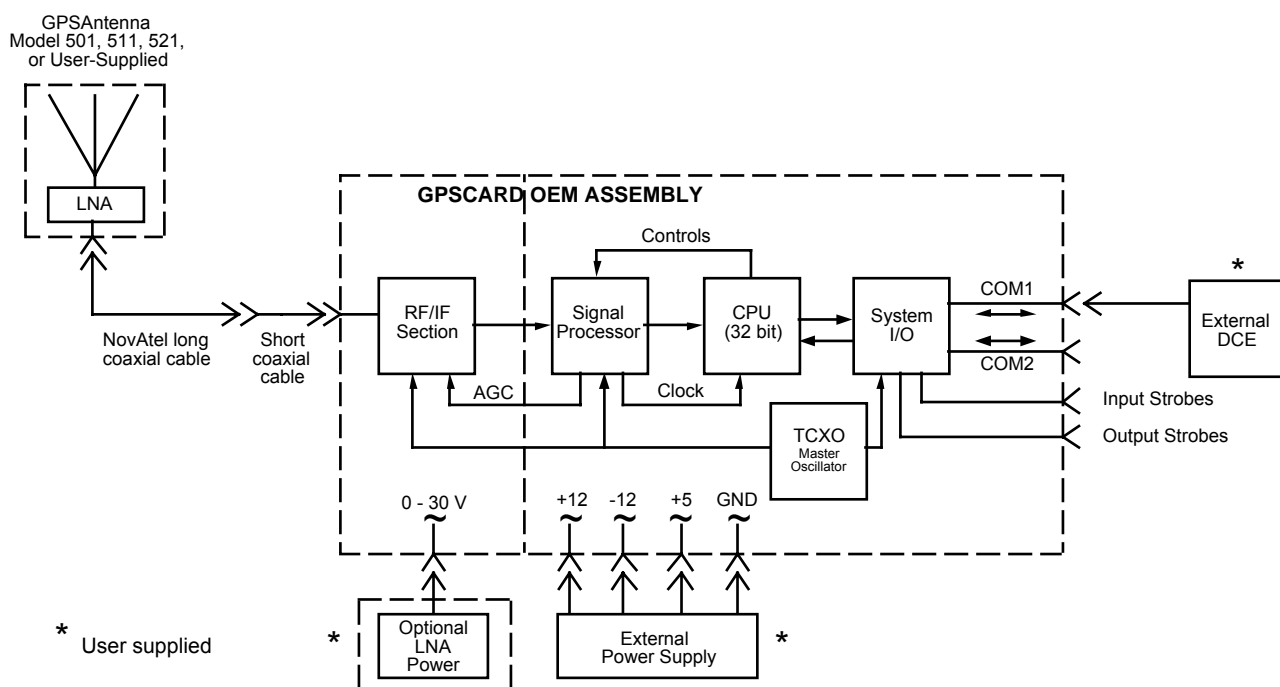 GPSAntenna
Model 501, 511, 521,
or User-Supplied
LNA
GPSCARD OEM ASSEMBLY
Controls
RF/IF
Section
Signal
Processor
CPU
(32 bit)
System
I/O
COM1
COM2
*
External
DCE
NovAtel long
coaxial cable
Short
coaxial
cable
AGC
Clock
TCXO
Master
Oscillator
Input Strobes
Output Strobes
0 - 30 V
+12
-12
+5
GND
* User supplied
*
Optional
LNA
Power
External
Power Supply
*